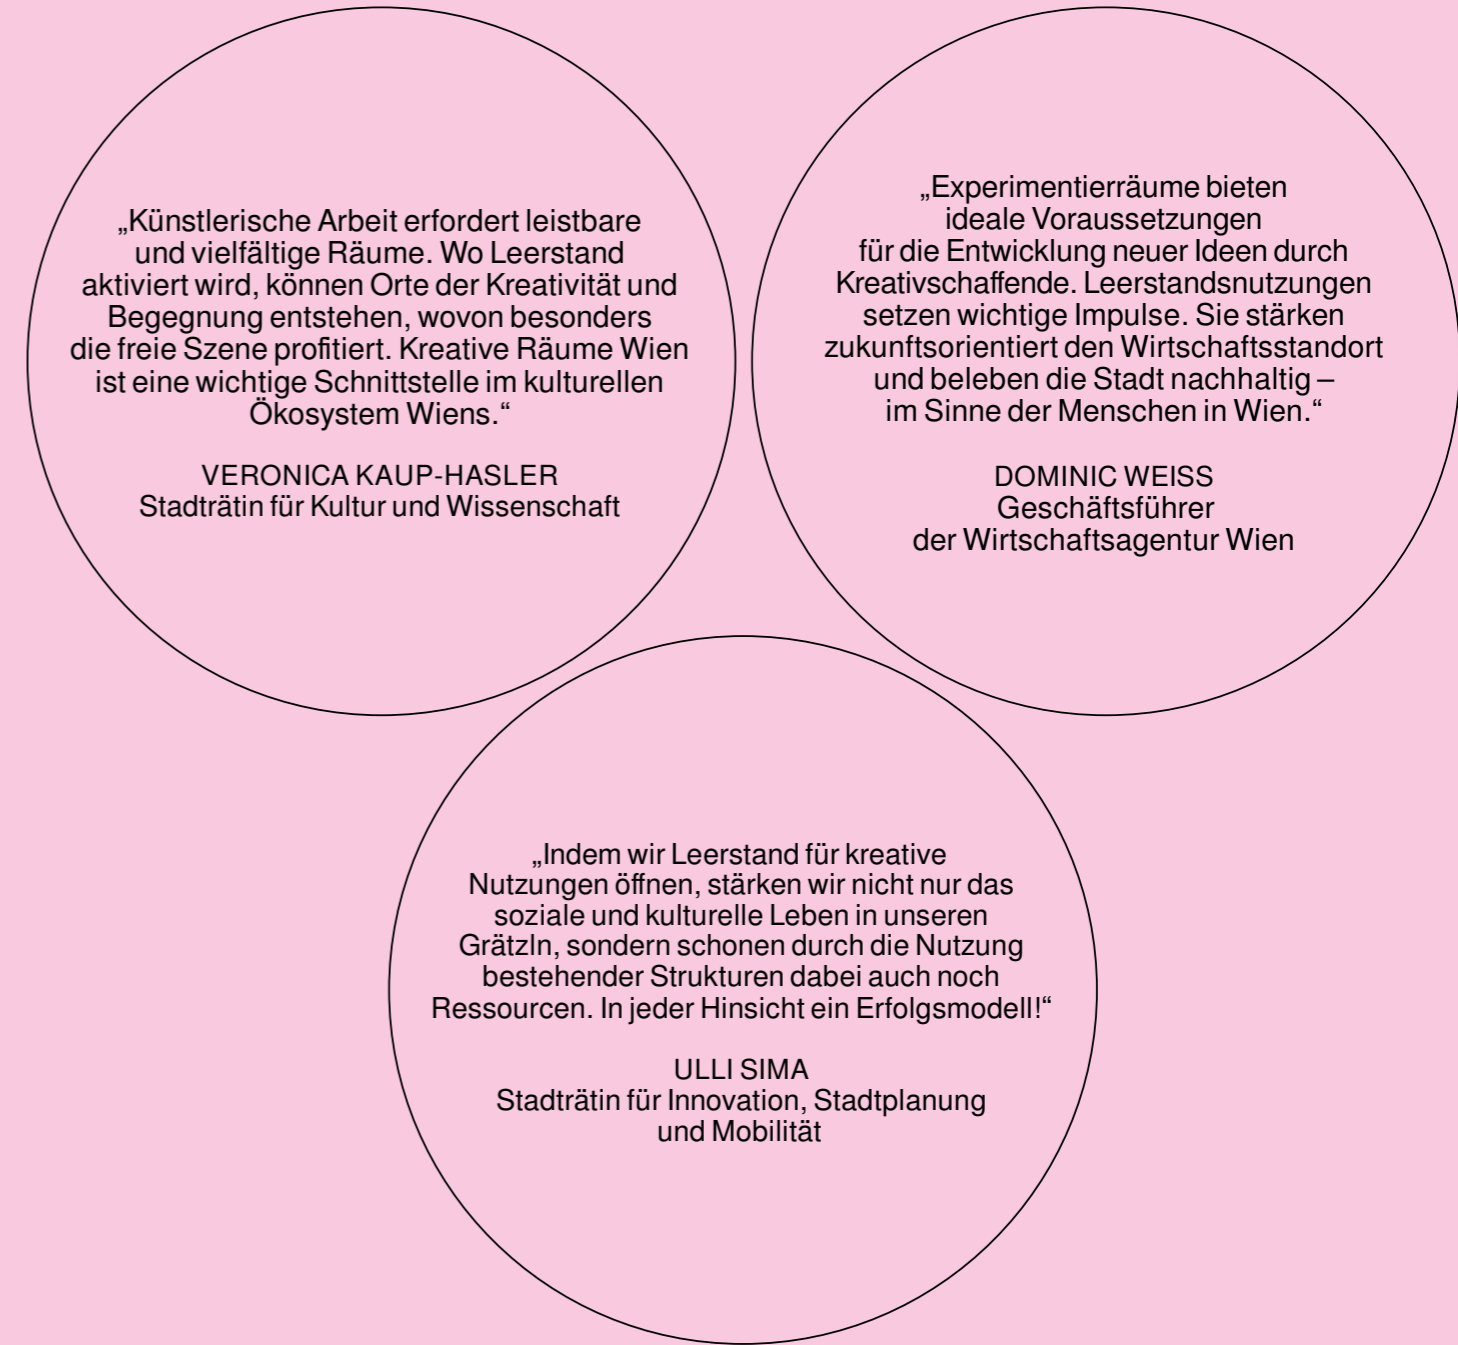 „Künstlerische Arbeit erfordert leistbare
und vielfältige Räume. Wo Leerstand
aktiviert wird, können Orte der Kreativität und
Begegnung entstehen, wovon besonders
die freie Szene profitiert. Kreative Räume Wien
ist eine wichtige Schnittstelle im kulturellen
Ökosystem Wiens.“
VERONICA KAUP-HASLER
Stadträtin für Kultur und Wissenschaft
„Experimentierräume bieten
ideale Voraussetzungen
für die Entwicklung neuer Ideen durch
Kreativschaffende. Leerstandsnutzungen
setzen wichtige Impulse. Sie stärken
zukunftsorientiert den Wirtschaftsstandort
und beleben die Stadt nachhaltig –
im Sinne der Menschen in Wien.“
DOMINIC WEISS
Geschäftsführer
der Wirtschaftsagentur Wien
„Indem wir Leerstand für kreative
Nutzungen öffnen, stärken wir nicht nur das
soziale und kulturelle Leben in unseren
Grätzln, sondern schonen durch die Nutzung
bestehender Strukturen dabei auch noch
Ressourcen. In jeder Hinsicht ein Erfolgsmodell!“
ULLI SIMA
Stadträtin für Innovation, Stadtplanung
und Mobilität